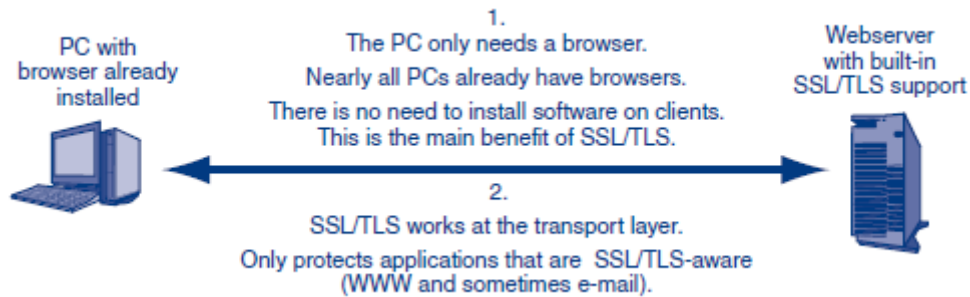 PC with
browser already
installed
1.
The PC only needs a browser.
Nearly all PCs already have browsers.
There is no need to install software on clients.
This is the main benefit of SSL/TLS.
Webserver
with built-in
SSL/TLS support
2.
SSL/TLS works at the transport layer.
Only protects applications that are SSL/TLS-aware
(WWW and sometimes e-mail).